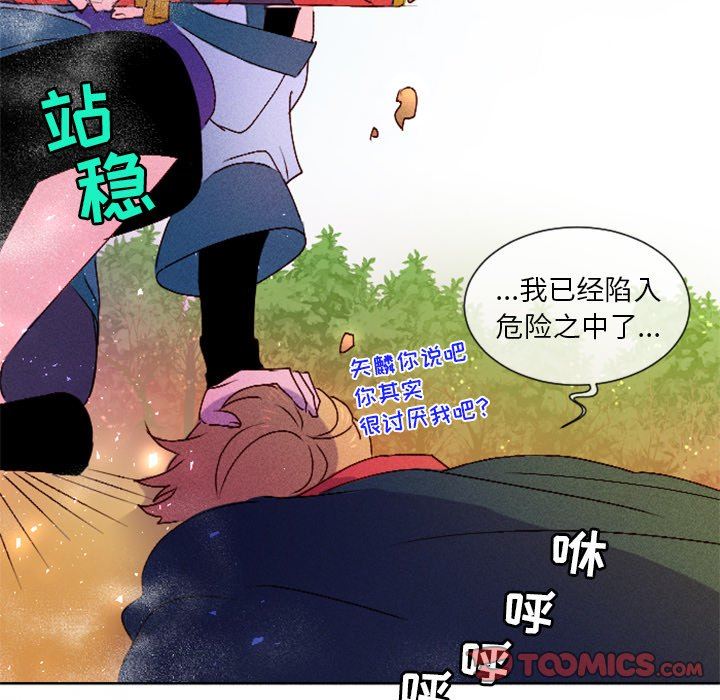 站
稳
...我已经陷入
危险之中了...
矢麟你说吧
你其实
很讨厌我吧?
咻
呼
呼
呼
TOOMICS.COM